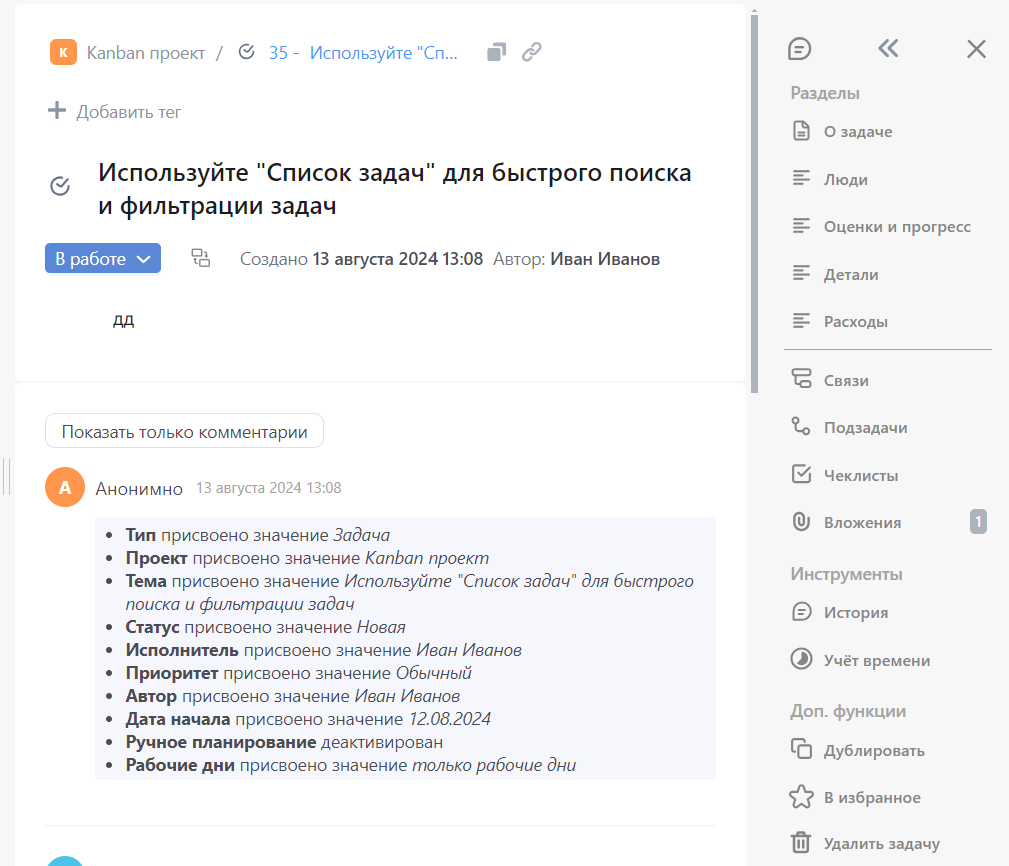 К Kanban проект / 35 - Используйте "Сп...
Добавить тег
Используйте "Список задач" для быстрого поиска
и фильтрации задач
В работе Создано 13 августа 2024 13:08 Автор: Иван Иванов
дд
Показать только комментарии
А Анонимно 13 августа 2024 13:08
Тип присвоено значение Задача
Проект присвоено значение Kanban проект
Тема присвоено значение Используйте "Список задач" для быстрого
поиска и фильтрации задач
Статус присвоено значение Новая
Исполнитель присвоено значение Иван Иванов
Приоритет присвоено значение Обычный
Автор присвоено значение Иван Иванов
Дата начала присвоено значение 12.08.2024
Ручное планирование деактивирован
Рабочие дни присвоено значение только рабочие дни
Разделы
О задаче
Люди
Оценки и прогресс
Детали
Расходы
Связи
Подзадачи
Чеклисты
Вложения 1
Инструменты
История
Учёт времени
Доп. функции
Дублировать
В избранное
Удалить задачу